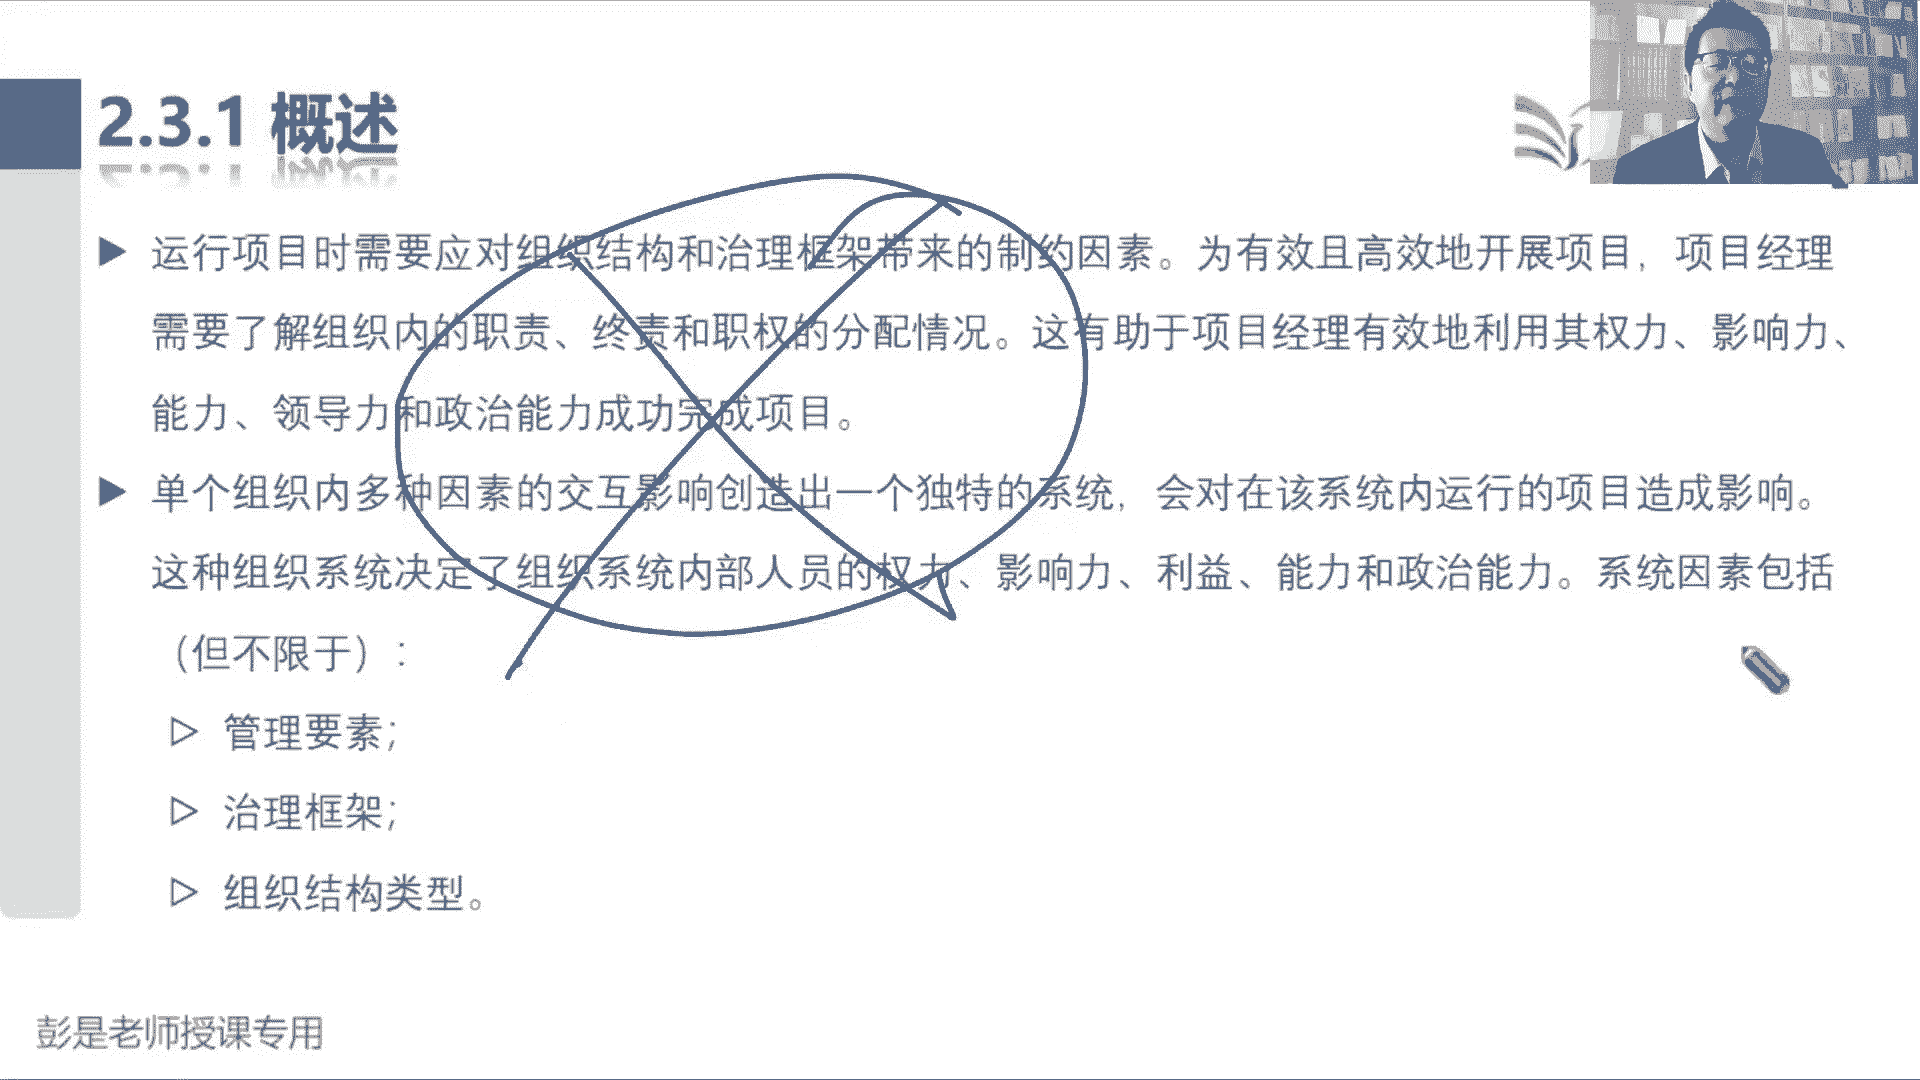 2.3.1 概述
运行项目时需要应对组织结构和治理框架带来的制约因素。为有效且高效地开展项目，项目经理
需要了解组织内的职责、终责和职权的分配情况。这有助于项目经理有效地利用其权力、影响力、
能力、领导力和政治能力成功完成项目。
单个组织内多种因素的交互影响创造出一个独特的系统，会对在该系统内运行的项目造成影响。
这种组织系统决定了组织系统内部人员的权力、影响力、利益、能力和政治能力。系统因素包括
（但不限于）：
管理要素；
治理框架；
组织结构类型。
彭是老师授课专用